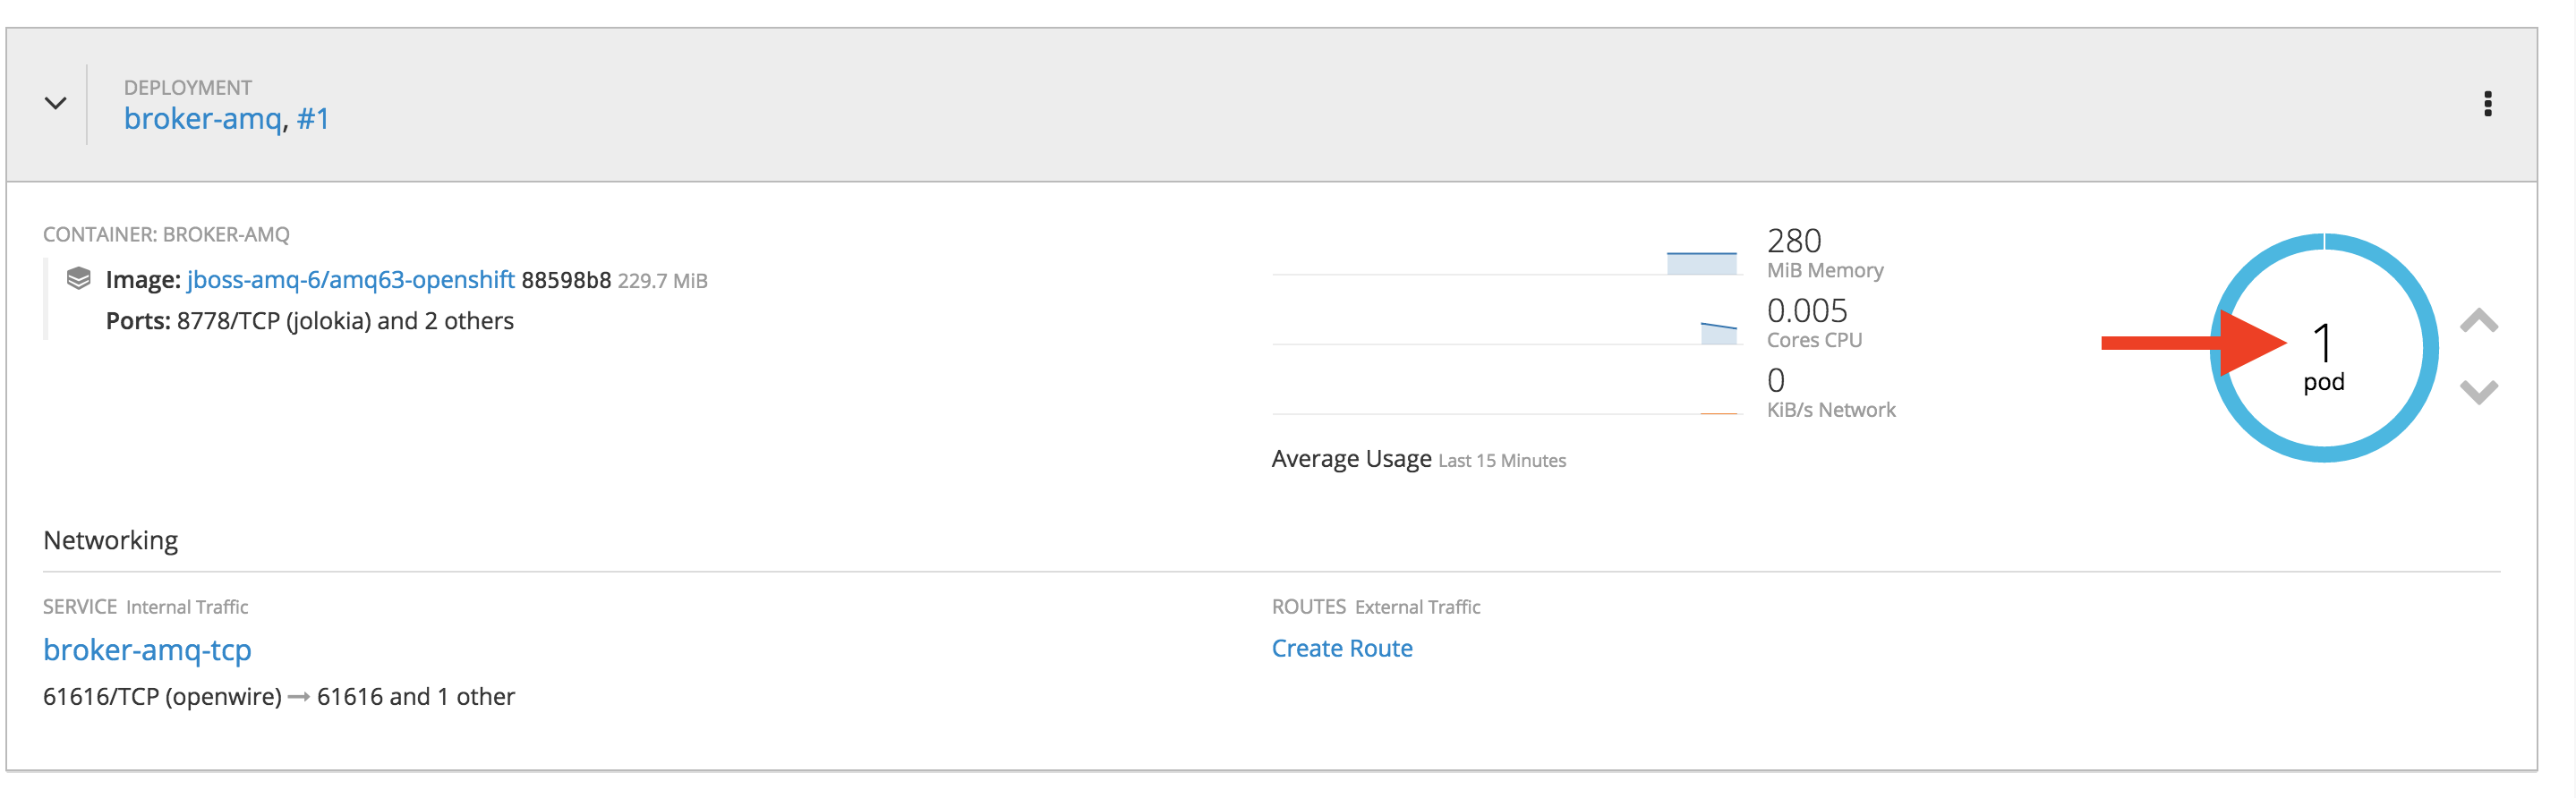 DEPLOYMENT
broker-amq, #1
CONTAINER: BROKER-AMQ
Image: jboss-amq-6/amq63-openshift 88598b8 229.7 MiB
Ports: 8778/TCP (jolokia) and 2 others
280
MiB Memory
0.005
Cores CPU
0
KiB/s Network
Average Usage Last 15 Minutes
1
pod
Networking
SERVICE Internal Traffic
broker-amq-tcp
61616/TCP (openwire) → 61616 and 1 other
ROUTES External Traffic
Create Route